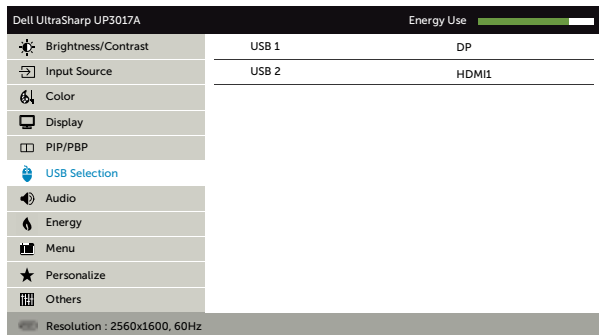 Dell UltraSharp UP3017A Energy Use
Brightness/Contrast USB 1 DP
Input Source USB 2 HDMI1
Color
Display
PIP/PBP
USB Selection
Audio
Energy
Menu
Personalize
Others
Resolution : 2560x1600, 60Hz